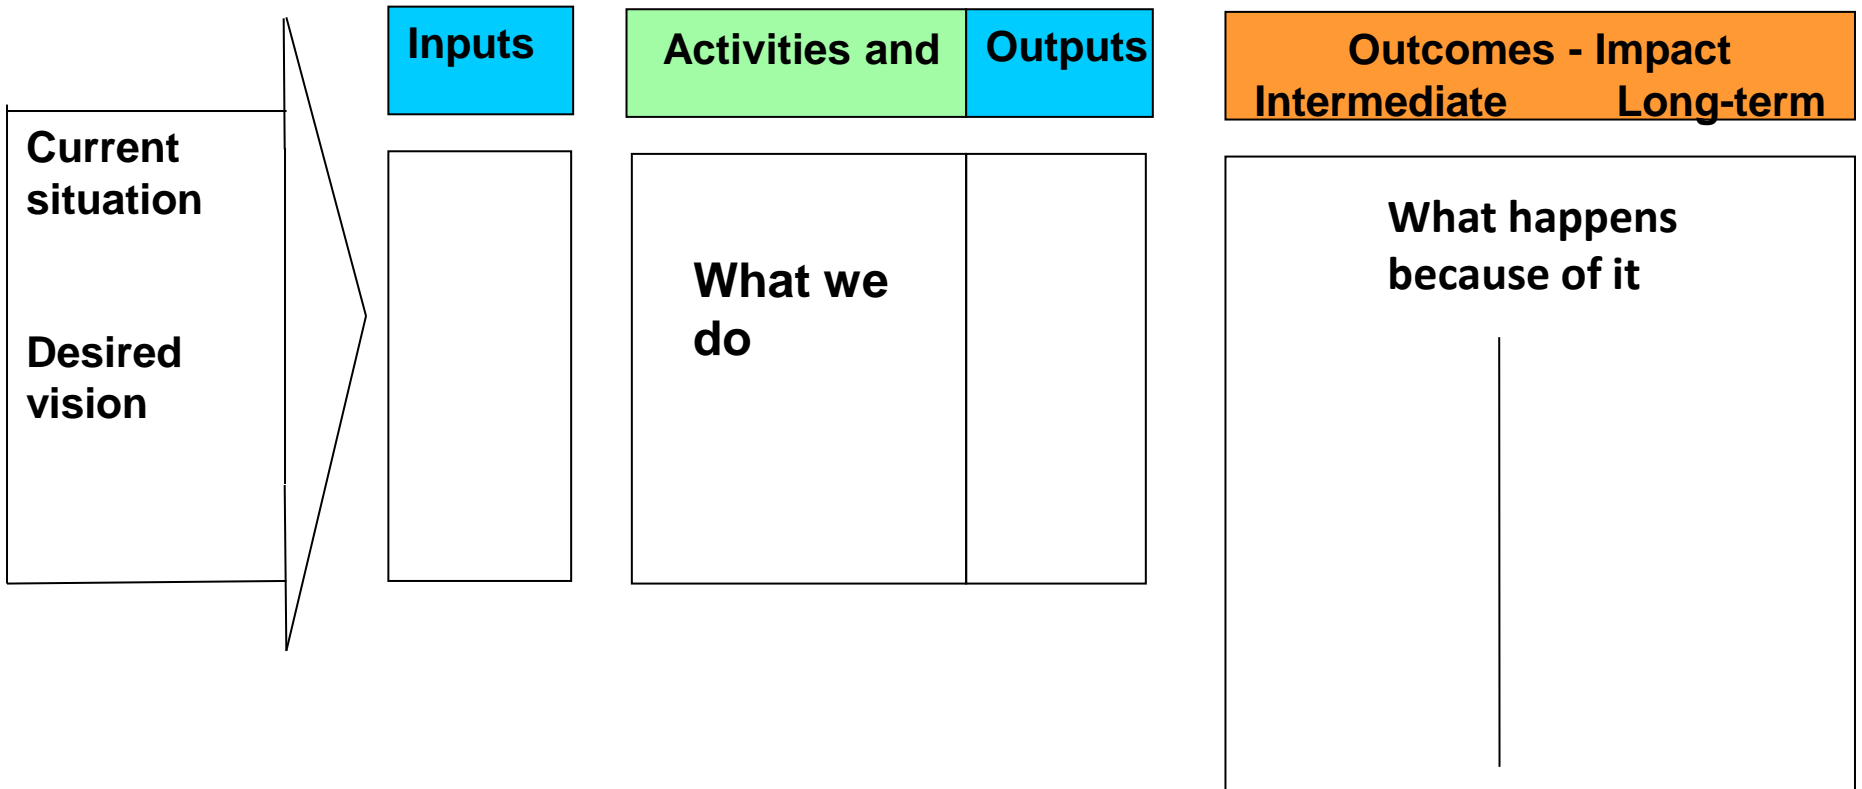 Current
situation
Desired
vision
Inputs
Activities and
Outputs
What we
do
Outcomes - Impact
Intermediate Long-term
What happens
because of it